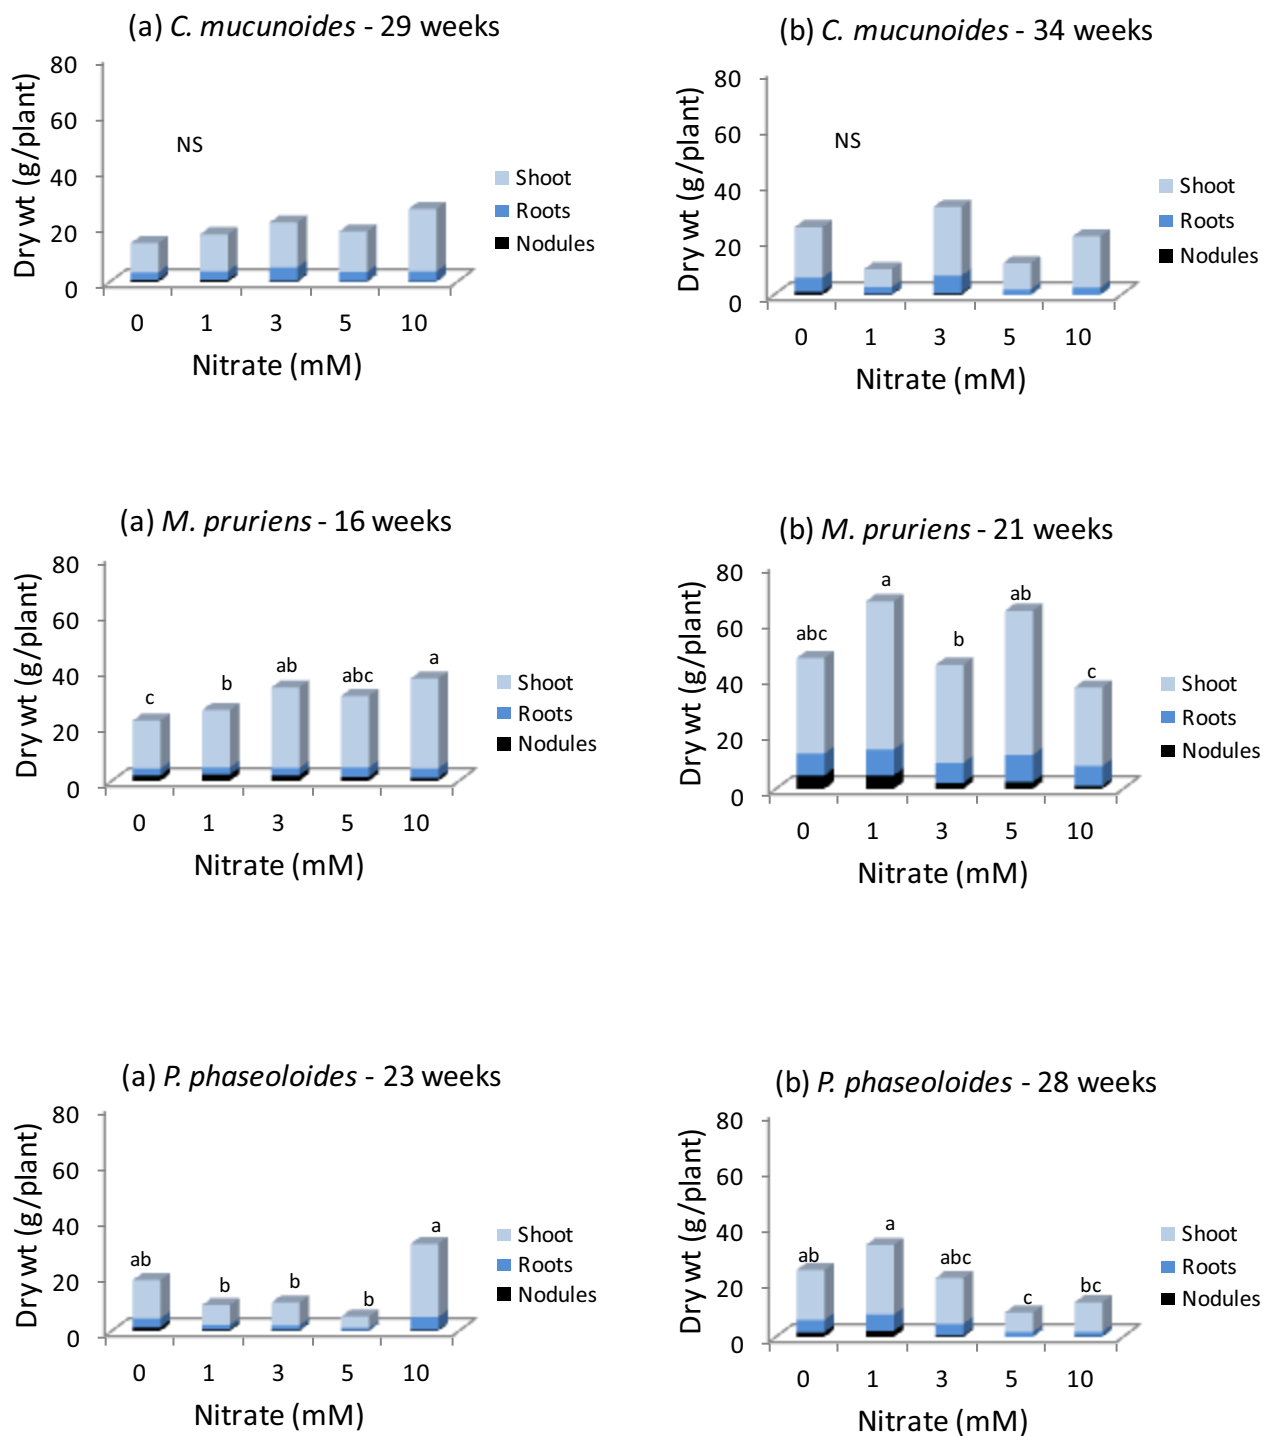 (a) C. mucunoides - 29 weeks
80
60
40
20
0
Dry wt (g/plant)
NS
Shoot
Roots
Nodules
0 1 3 5 10
Nitrate (mM)
(b) C. mucunoides - 34 weeks
80
60
40
20
0
Dry wt (g/plant)
NS
Shoot
Roots
Nodules
0 1 3 5 10
Nitrate (mM)
(a) M. pruriens - 16 weeks
80
60
40
20
0
Dry wt (g/plant)
c b ab abc a
Shoot
Roots
Nodules
0 1 3 5 10
Nitrate (mM)
(b) M. pruriens - 21 weeks
80
60
40
20
0
Dry wt (g/plant)
abc a b ab c
Shoot
Roots
Nodules
0 1 3 5 10
Nitrate (mM)
(a) P. phaseoloides - 23 weeks
80
60
40
20
0
Dry wt (g/plant)
ab b b b a
Shoot
Roots
Nodules
0 1 3 5 10
Nitrate (mM)
(b) P. phaseoloides - 28 weeks
80
60
40
20
0
Dry wt (g/plant)
ab a abc c bc
Shoot
Roots
Nodules
0 1 3 5 10
Nitrate (mM)